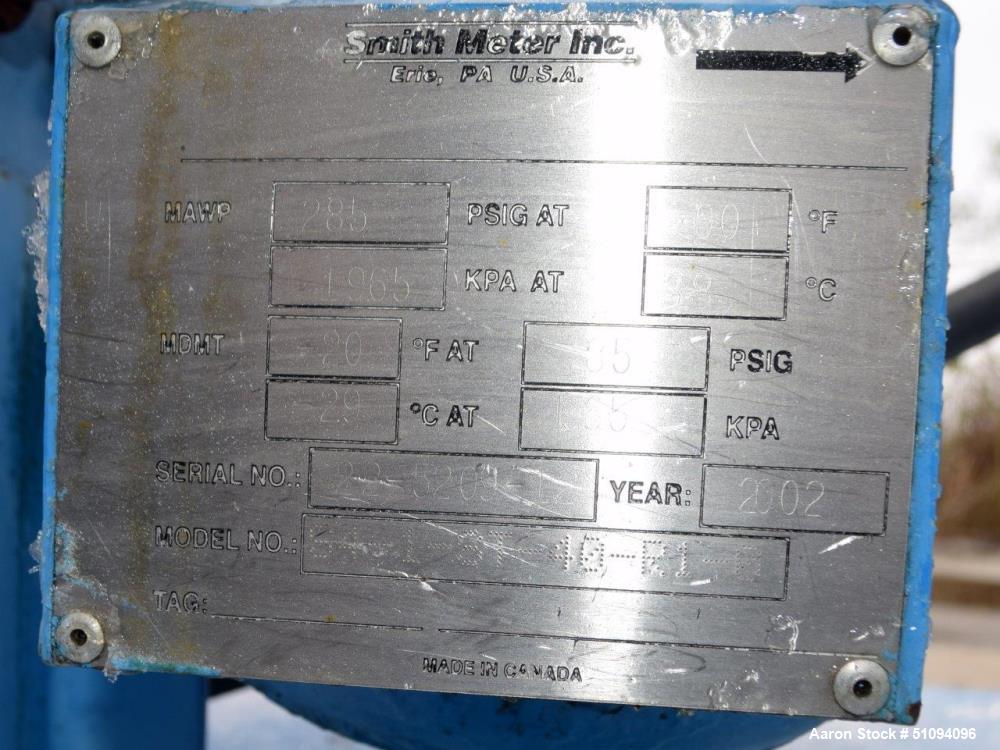 Smith Meter Inc.
Erie, PA U.S.A.
MAWP 285 PSIG AT °F
1965 KPA AT 38 °C
MDMT -20 °F AT PSIG
-29 °C AT KPA
SERIAL NO.: YEAR: 2002
MODEL NO.:
TAG:
MADE IN CANADA
Aaron Stock # 51094096